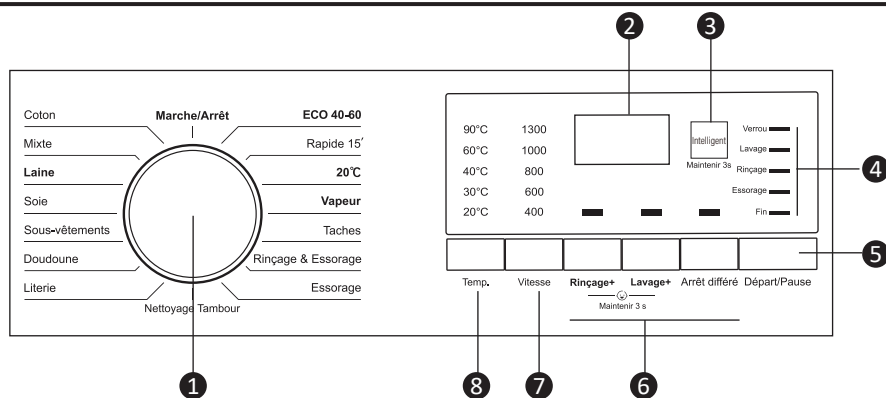 2
3
Coton
Marche/Arrêt
ECO 40-60
Mixte
Rapide 15′
Laine
20℃
Soie
Vapeur
Sous-vêtements
Taches
Doudoune
Rinçage & Essorage
Literie
Essorage
Nettoyage Tambour
90°C 1300
60°C 1000
40°C 800
30°C 600
20°C 400
Intelligent
Maintenir 3s
Verrou
Lavage
Rinçage
Essorage
Fin
4
5
Temp. Vitesse Rinçage+ Lavage+ Arrêt différé Départ/Pause
Maintenir 3 s
1
8
7
6